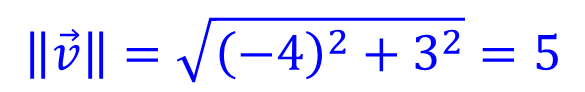 ‖v⃗‖ = √((−4)² + 3²) = 5